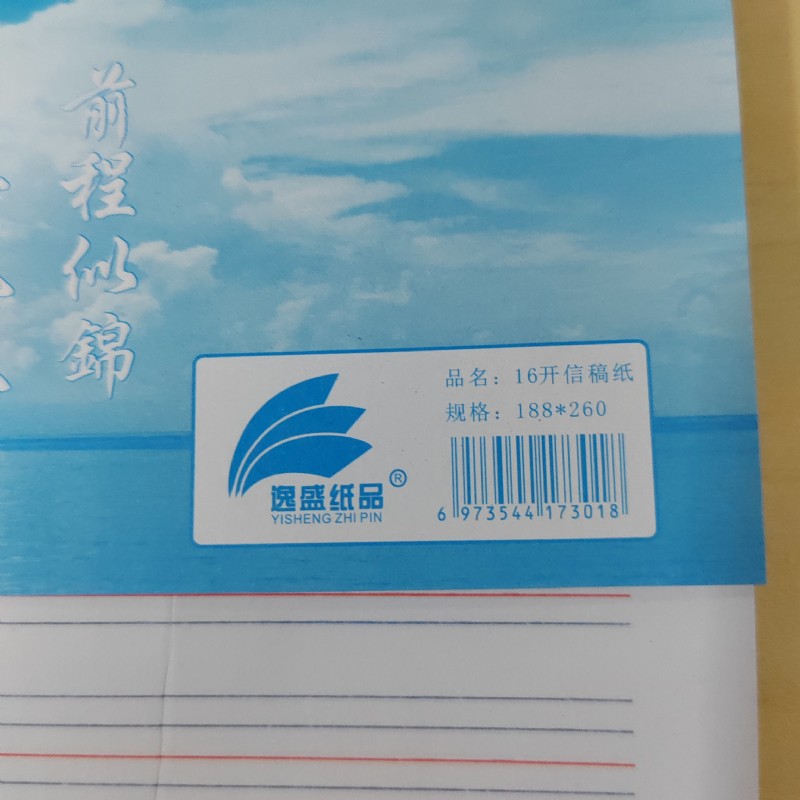 前程似錦
品名：16开信稿纸
规格：188*260
逸盛纸品®
YISHENG ZHI PIN
6 973544 173018